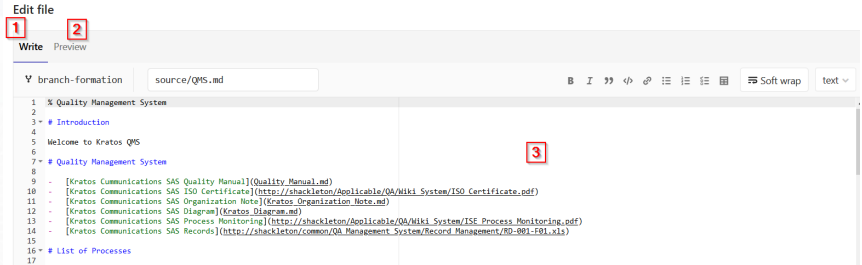 Edit file
1
2
Write Preview
branch-formation source/QMS.md B I Soft wrap text
1 % Quality Management System
2
3 # Introduction
4
5 Welcome to Kratos QMS
3
6
7 # Quality Management System
8
9 - [Kratos Communications SAS Quality Manual](Quality_Manual.md)
10 - [Kratos Communications SAS ISO Certificate](http://shackleton/Applicable/QA/Wiki_System/ISO_Certificate.pdf)
11 - [Kratos Communications SAS Organization Note](Kratos_Organization_Note.md)
12 - [Kratos Communications SAS Diagram](Kratos_Diagram.md)
13 - [Kratos Communications SAS Process Monitoring](http://shackleton/Applicable/QA/Wiki_System/ISE_Process_Monitoring.pdf)
14 - [Kratos Communications SAS Records](http://shackleton/common/QA_Management_System/Record_Management/RD-001-F01.xls)
15
16 # List of Processes
17